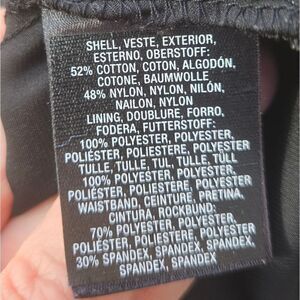 SHELL, VESTE, EXTERIOR,
ESTERNO, OBERSTOFF:
52% COTTON, COTON, ALGODÓN,
COTONE, BAUMWOLLE
48% NYLON, NYLON, NILÓN,
NAILON, NYLON
LINING, DOUBLURE, FORRO,
FODERA, FUTTERSTOFF:
100% POLYESTER, POLYESTER,
POLIÉSTER, POLIESTERE, POLYESTER
TULLE, TULLE, TUL, TULLE, TÜLL
100% POLYESTER, POLYESTER,
POLIÉSTER, POLIESTERE, POLYESTER
WAISTBAND, CEINTURE, PRETINA,
CINTURA, ROCKBUND:
70% POLYESTER, POLYESTER,
POLIÉSTER, POLIESTERE, POLYESTER
30% SPANDEX, SPANDEX,
SPANDEX, SPANDEX, SPANDEX